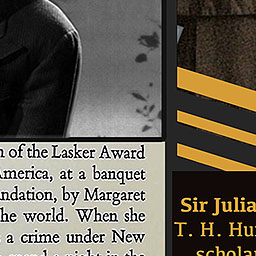 n of the Lasker Award
America, at a banquet
ndation, by Margaret
he world. When she
a crime under New
Sir Julia
T. H. Hu
schola